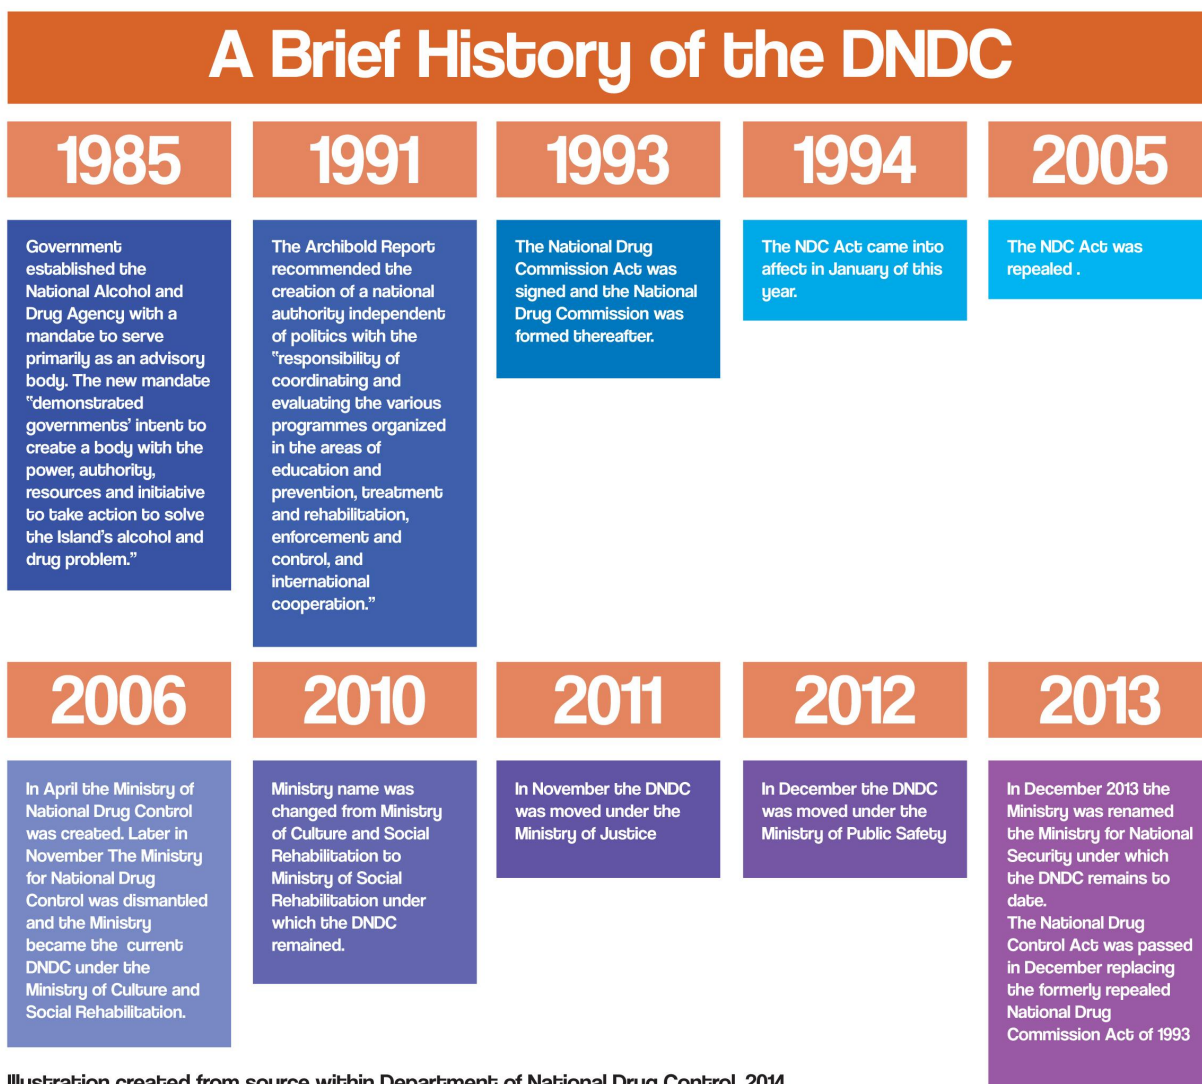 A Brief History of the DNDC
1985
Government
established the
National Alcohol and
Drug Agency with a
mandate to serve
primarily as an advisory
body. The new mandate
"demonstrated
governments' intent to
create a body with the
power, authority,
resources and initiative
to take action to solve
the Island's alcohol and
drug problem."
1991
The Archibold Report
recommended the
creation of a national
authority independent
of politics with the
"responsibility of
coordinating and
evaluating the various
programmes organized
in the areas of
education and
prevention, treatment
and rehabilitation,
enforcement and
control, and
international
cooperation."
1993
The National Drug
Commission Act was
signed and the National
Drug Commission was
formed thereafter.
1994
The NDC Act came into
affect in January of this
year.
2005
The NDC Act was
repealed .
2006
In April the Ministry of
National Drug Control
was created. Later in
November The Ministry
for National Drug
Control was dismantled
and the Ministry
became the current
DNDC under the
Ministry of Culture and
Social Rehabilitation.
2010
Ministry name was
changed from Ministry
of Culture and Social
Rehabilitation to
Ministry of Social
Rehabilitation under
which the DNDC
remained.
2011
In November the DNDC
was moved under the
Ministry of Justice
2012
In December the DNDC
was moved under the
Ministry of Public Safety
2013
In December 2013 the
Ministry was renamed
the Ministry for National
Security under which
the DNDC remains to
date.
The National Drug
Control Act was passed
in December replacing
the formerly repealed
National Drug
Commission Act of 1993
Illustration created from source within Department of National Drug Control, 2014